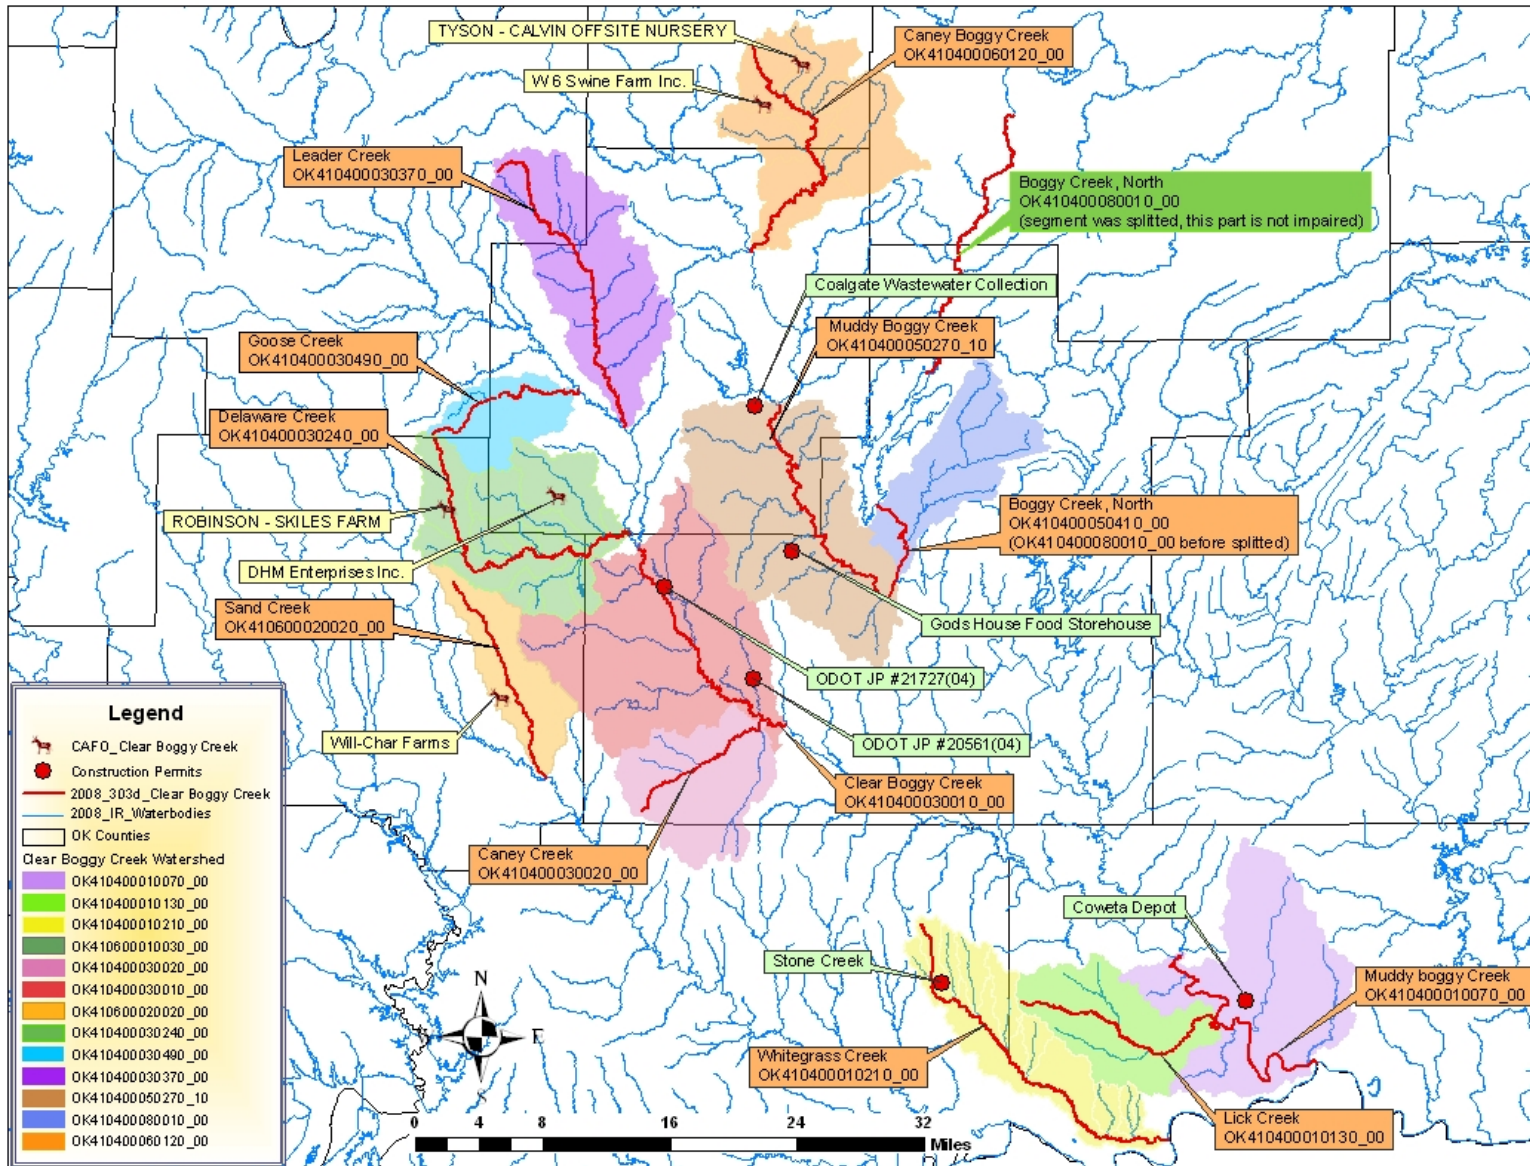 TYSON - CALVIN OFFSITE NURSERY
Caney Boggy Creek
OK410400060120_00
W 6 Swine Farm Inc.
Leader Creek
OK410400030370_00
Boggy Creek, North
OK410400080010_00
(segment was splitted, this part is not impaired)
Coalgate Wastewater Collection
Muddy Boggy Creek
OK410400050270_10
Goose Creek
OK410400030490_00
Delaware Creek
OK410400030240_00
ROBINSON - SKILES FARM
Boggy Creek, North
OK410400050410_00
(OK410400080010_00 before splitted)
DHM Enterprises Inc.
Sand Creek
OK410600020020_00
Gods House Food Storehouse
ODOT JP #21727(04)
Will-Char Farms
ODOT JP #20561(04)
Clear Boggy Creek
OK410400030010_00
Caney Creek
OK410400030020_00
Coweta Depot
Stone Creek
Muddy boggy Creek
OK410400010070_00
Whitegrass Creek
OK410400010210_00
Lick Creek
OK410400010130_00
Legend
CAFO_Clear Boggy Creek
Construction Permits
2008_303d_Clear Boggy Creek
2008_IR_Waterbodies
OK Counties
Clear Boggy Creek Watershed
OK410400010070_00
OK410400010130_00
OK410400010210_00
OK410600010030_00
OK410400030020_00
OK410400030010_00
OK410600020020_00
OK410400030240_00
OK410400030490_00
OK410400030370_00
OK410400050270_10
OK410400080010_00
OK410400060120_00
N
E
S
0 4 8 16 24 32
Miles